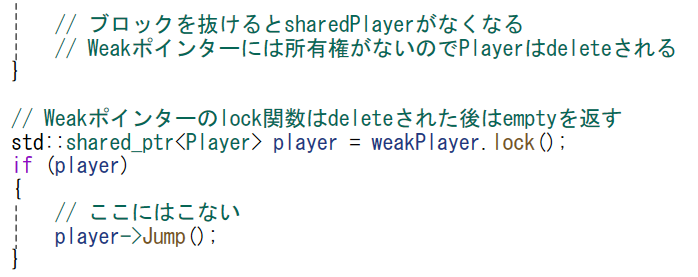 // ブロックを抜けるとsharedPlayerがなくなる
// Weakポインターには所有権がないのでPlayerはdeleteされる
}
// Weakポインターのlock関数はdeleteされた後はemptyを返す
std::shared_ptr<Player> player = weakPlayer.lock();
if (player)
{
// ここにはこない
player->Jump();
}